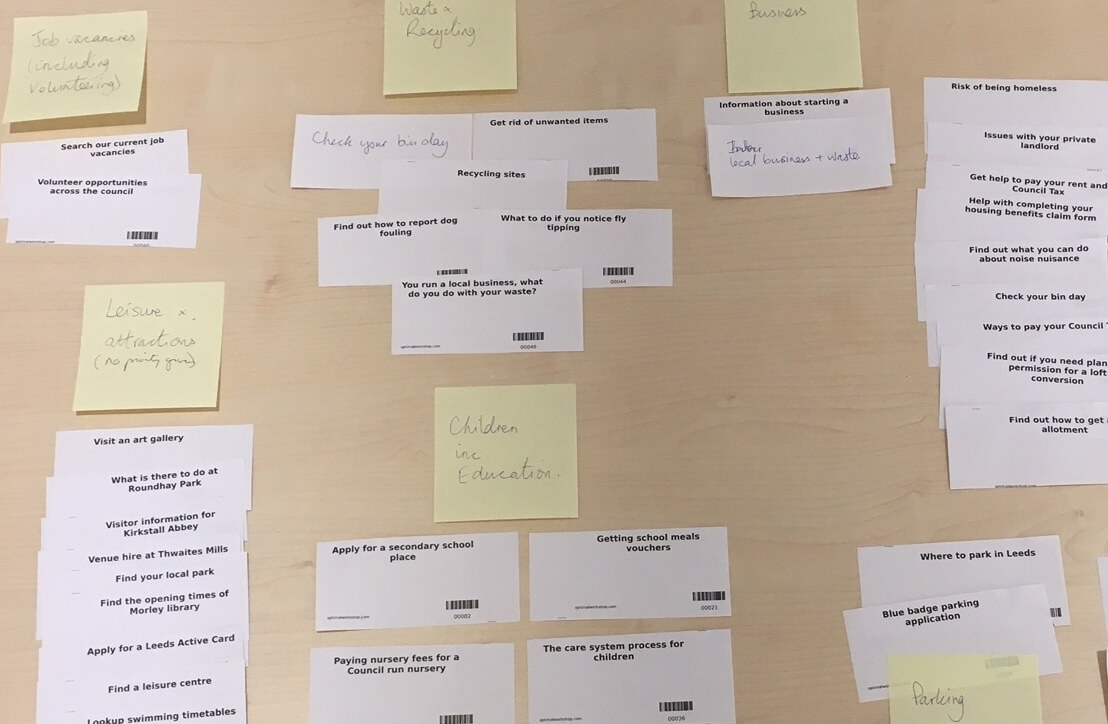 Job vacancies
(including
Volunteering)
Search our current job
vacancies
Volunteer opportunities
across the council
Leisure &
attractions
(no priority given)
Visit an art gallery
What is there to do at
Roundhay Park
Visitor information for
Kirkstall Abbey
Venue hire at Thwaites Mills
Find your local park
Find the opening times of
Morley library
Apply for a Leeds Active Card
Find a leisure centre
Lookup swimming timetables
Waste &
Recycling
Check your bin day
Get rid of unwanted items
Recycling sites
Find out how to report dog
fouling
What to do if you notice fly
tipping
00044
You run a local business, what
do you do with your waste?
optimalworkshop.com
00046
Children
inc
Education.
Apply for a secondary school
place
optimalworkshop.com
00002
Getting school meals
vouchers
optimalworkshop.com
00021
Paying nursery fees for a
Council run nursery
The care system process for
children
optimalworkshop.com
00036
Business
Information about starting a
business
local business + waste
Risk of being homeless
Issues with your private
landlord
Get help to pay your rent and
Council Tax
Help with completing your
housing benefits claim form
Find out what you can do
about noise nuisance
Check your bin day
Ways to pay your Council
Find out if you need plan
permission for a loft
conversion
Find out how to get
allotment
Where to park in Leeds
Blue badge parking
application
Parking